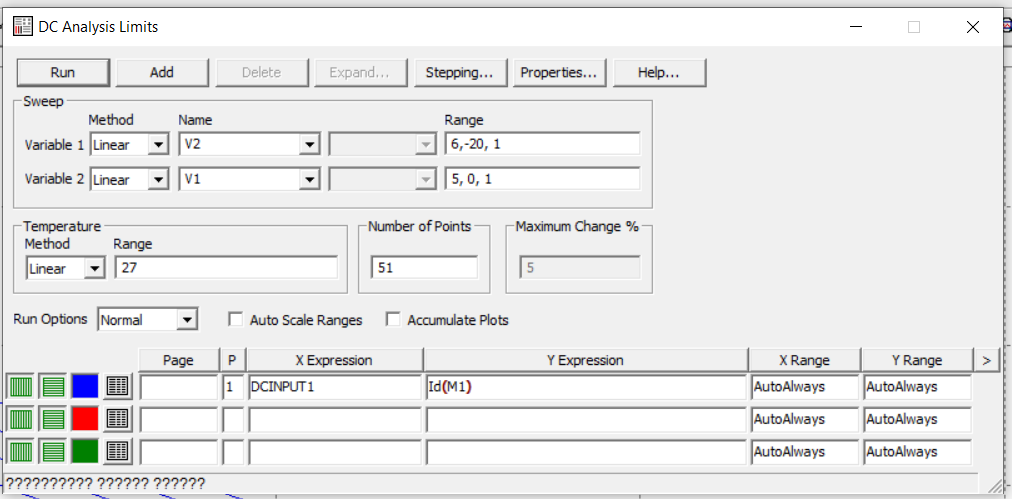 DC Analysis Limits
Run Add Delete Expand... Stepping... Properties... Help...
Sweep
Method Name Range
Variable 1 Linear V2 6,-20, 1
Variable 2 Linear V1 5, 0, 1
Temperature Number of Points Maximum Change %
Method Range
Linear 27 51 5
Run Options Normal Auto Scale Ranges Accumulate Plots
Page P X Expression Y Expression X Range Y Range >
1 DCINPUT1 Id(M1) AutoAlways AutoAlways
AutoAlways AutoAlways
AutoAlways AutoAlways
?????????? ?????? ??????